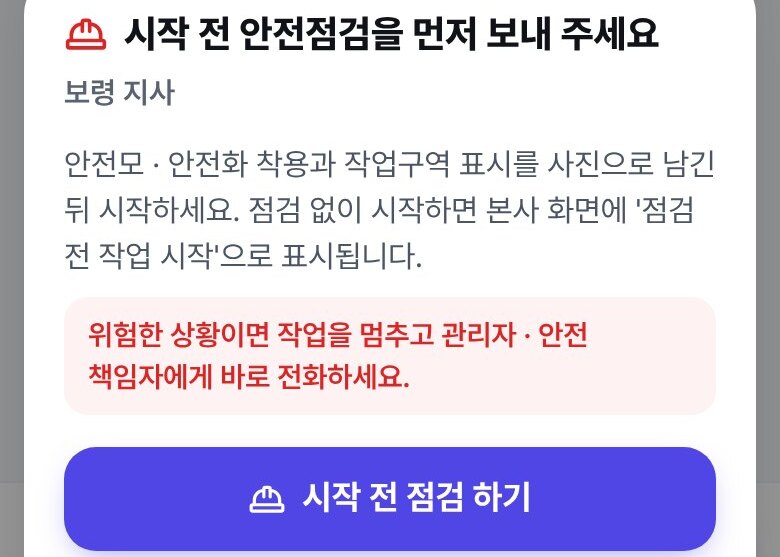 시작 전 안전점검을 먼저 보내 주세요
보령 지사
안전모 · 안전화 착용과 작업구역 표시를 사진으로 남긴
뒤 시작하세요. 점검 없이 시작하면 본사 화면에 '점검
전 작업 시작'으로 표시됩니다.
위험한 상황이면 작업을 멈추고 관리자 · 안전
책임자에게 바로 전화하세요.
시작 전 점검 하기